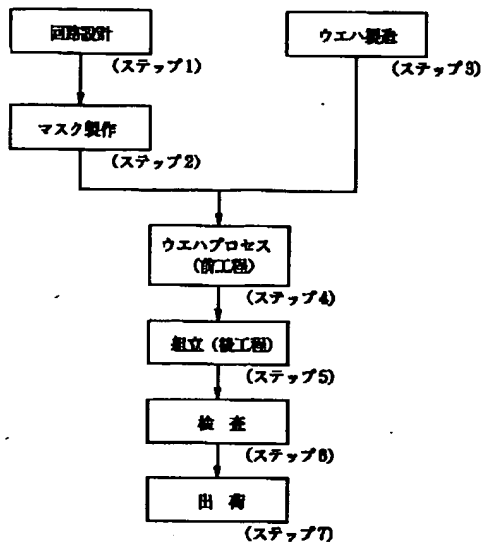 回路設計
(ステップ1)
ウエハ製造
(ステップ3)
マスク製作
(ステップ2)
ウエハプロセス
(前工程)
(ステップ4)
組立(後工程)
(ステップ5)
検 査
(ステップ6)
出 荷
(ステップ7)